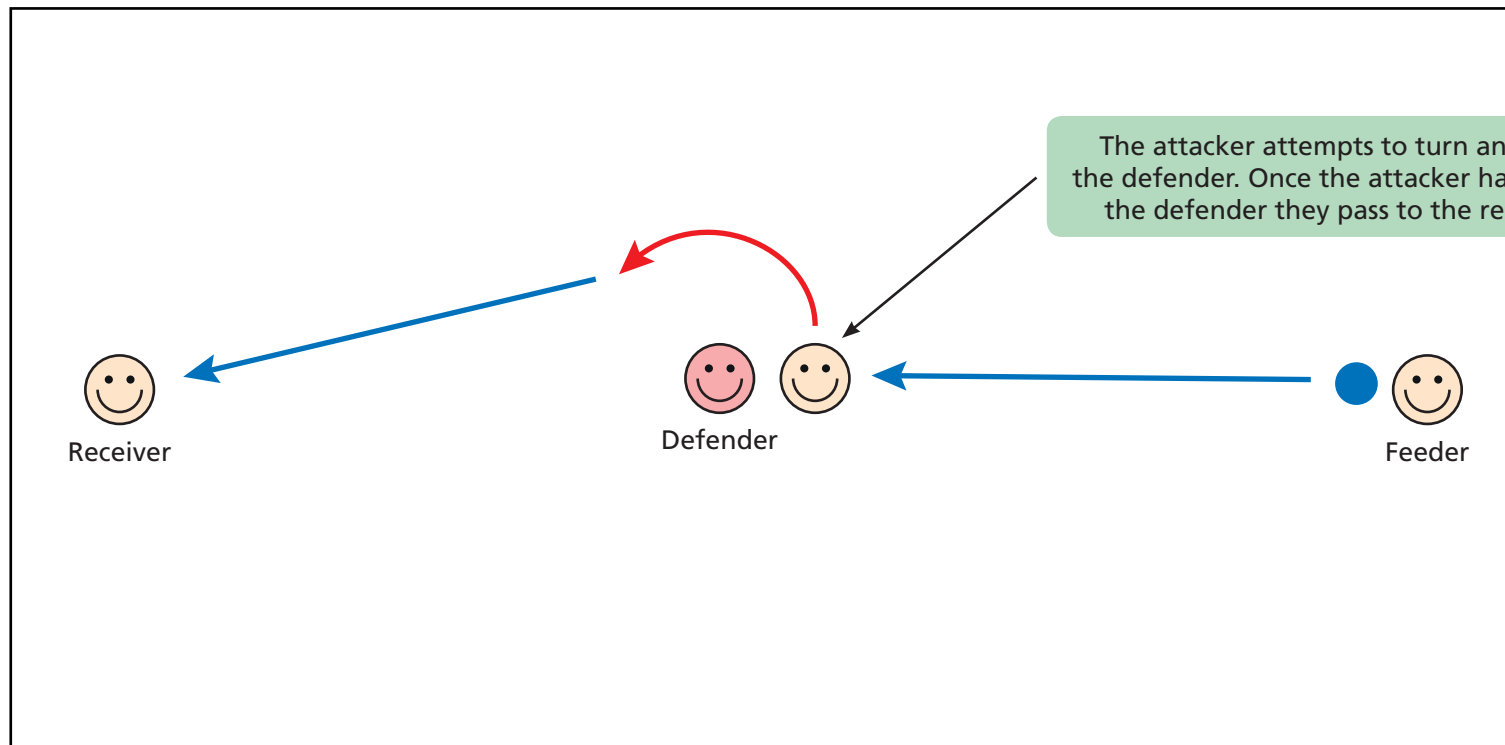 The attacker attempts to turn an
the defender. Once the attacker ha
the defender they pass to the re
Receiver
Defender
Feeder